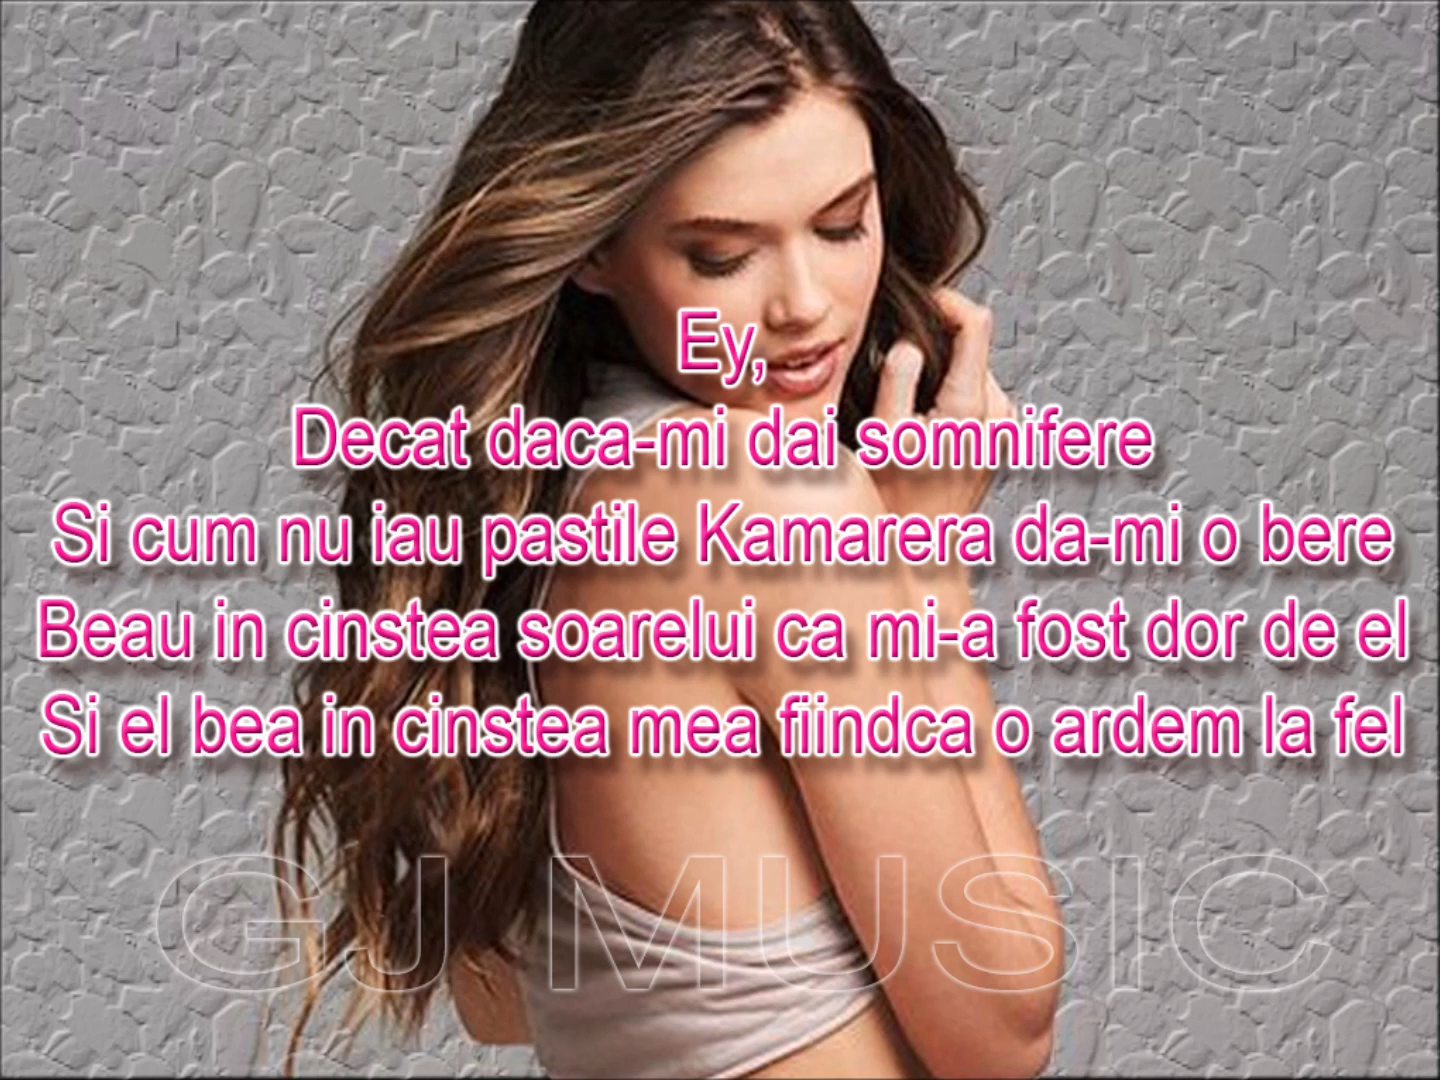 Ey,
Decat daca-mi dai somnifere
Si cum nu iau pastile Kamarera da-mi o bere
Beau in cinstea soarelui ca mi-a fost dor de el
Si el bea in cinstea mea fiindca o ardem la fel
GJ MUSIC